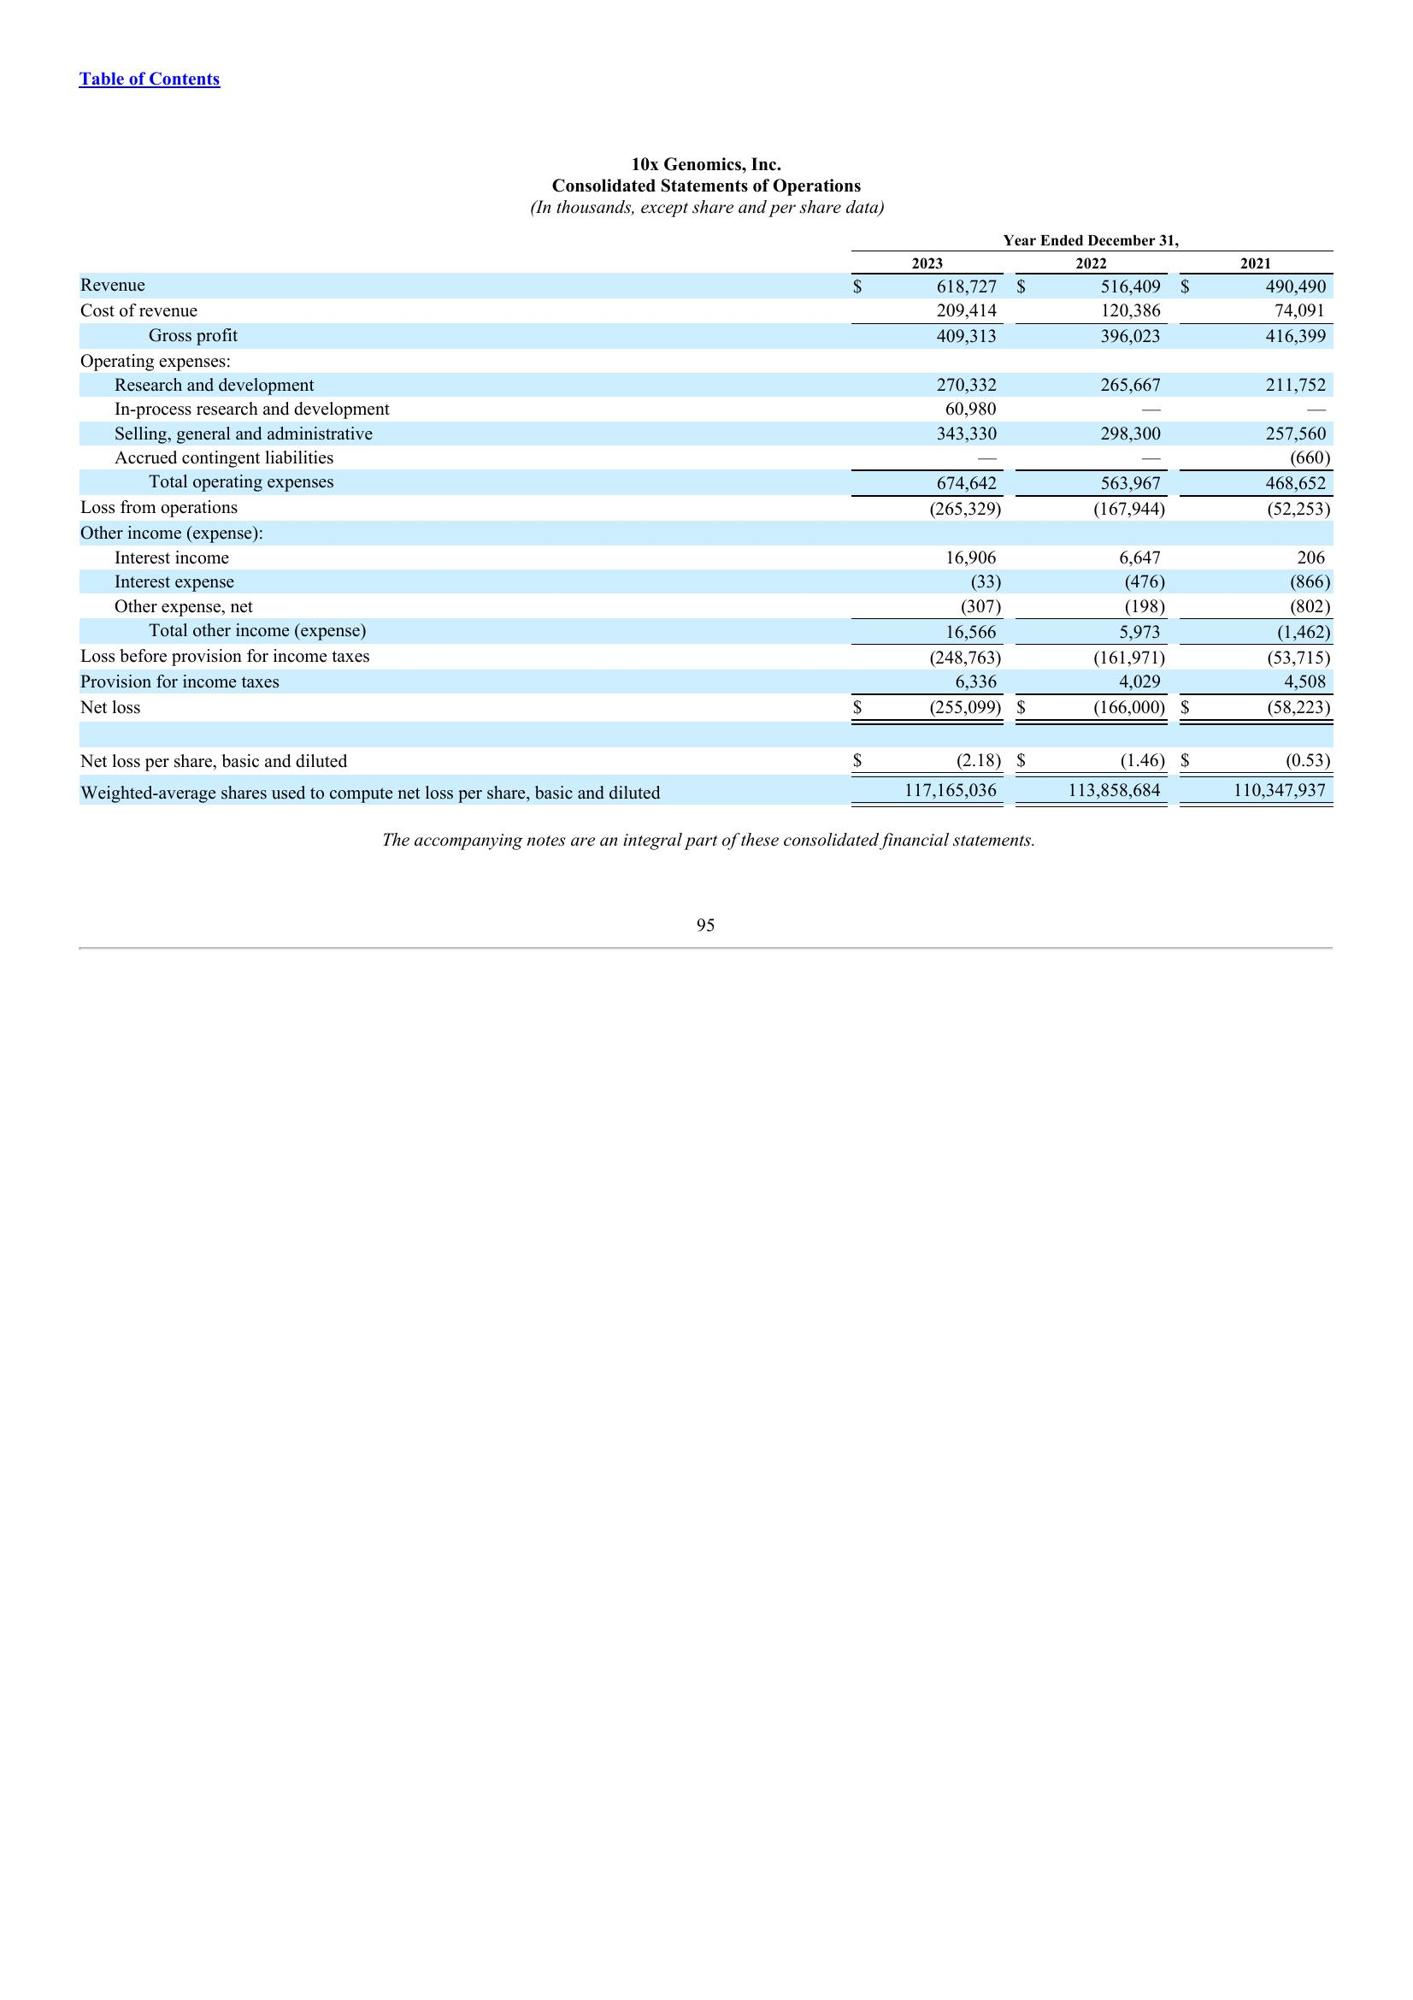 Table of Contents
10x Genomics, Inc.
Consolidated Statements of Operations
(In thousands, except share and per share data)
Year Ended December 31,
2023 2022 2021
Revenue $ 618,727 $ 516,409 $ 490,490
Cost of revenue 209,414 120,386 74,091
Gross profit 409,313 396,023 416,399
Operating expenses:
Research and development 270,332 265,667 211,752
In-process research and development 60,980 — —
Selling, general and administrative 343,330 298,300 257,560
Accrued contingent liabilities — — (660)
Total operating expenses 674,642 563,967 468,652
Loss from operations (265,329) (167,944) (52,253)
Other income (expense):
Interest income 16,906 6,647 206
Interest expense (33) (476) (866)
Other expense, net (307) (198) (802)
Total other income (expense) 16,566 5,973 (1,462)
Loss before provision for income taxes (248,763) (161,971) (53,715)
Provision for income taxes 6,336 4,029 4,508
Net loss $ (255,099) $ (166,000) $ (58,223)
Net loss per share, basic and diluted $ (2.18) $ (1.46) $ (0.53)
Weighted-average shares used to compute net loss per share, basic and diluted 117,165,036 113,858,684 110,347,937
The accompanying notes are an integral part of these consolidated financial statements.
95